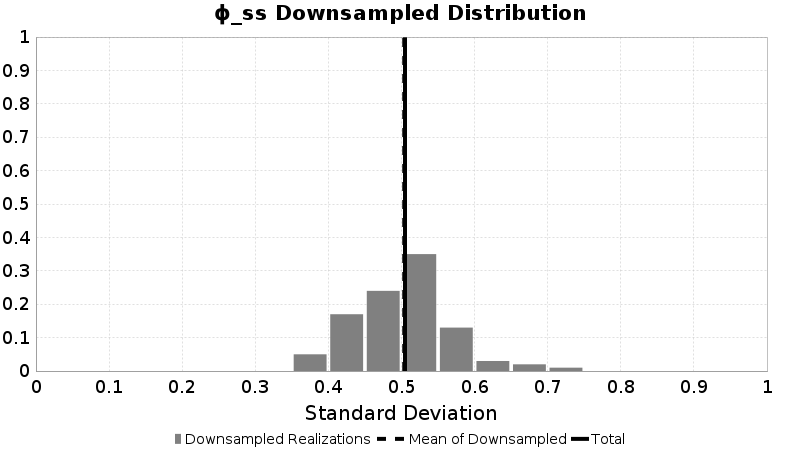 ϕ_ss Downsampled Distribution
1
0.9
0.8
0.7
0.6
0.5
0.4
0.3
0.2
0.1
0
0 0.1 0.2 0.3 0.4 0.5 0.6 0.7 0.8 0.9 1
Standard Deviation
Downsampled Realizations Mean of Downsampled Total